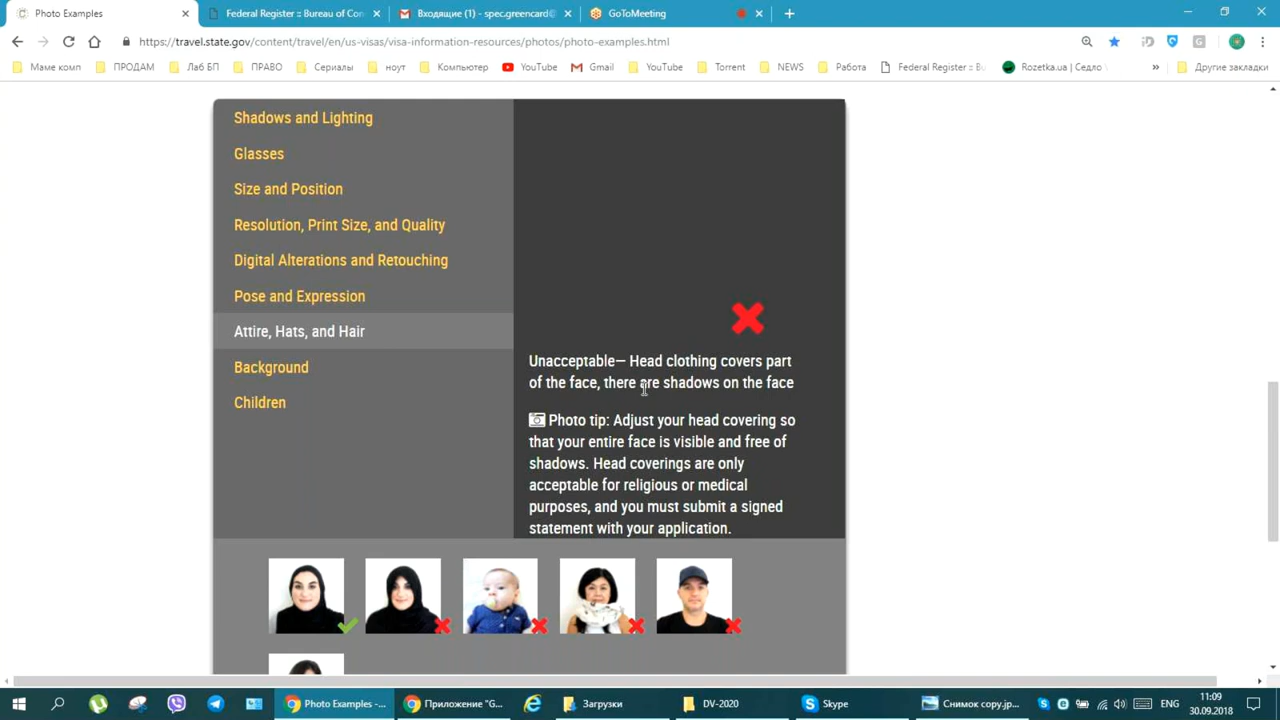 Photo Examples
Federal Register :: Bureau of Con
Входящие (1) - spec.greencard@
GoToMeeting
https://travel.state.gov/content/travel/en/us-visas/visa-information-resources/photos/photo-examples.html
Маме комп
ПРОДАМ
Лаб БП
ПРАВО
Сериалы
ноут
Компьютер
YouTube
Gmail
YouTube
Torrent
NEWS
Работа
Federal Register :: Bu
Rozetka.ua | Седло
»
Другие закладки
Shadows and Lighting
Glasses
Size and Position
Resolution, Print Size, and Quality
Digital Alterations and Retouching
Pose and Expression
Attire, Hats, and Hair
Background
Children
Unacceptable— Head clothing covers part
of the face, there are shadows on the face
Photo tip: Adjust your head covering so
that your entire face is visible and free of
shadows. Head coverings are only
acceptable for religious or medical
purposes, and you must submit a signed
statement with your application.
Photo Examples -...
Приложение "G...
Загрузки
DV-2020
Skype
Снимок copy.jp...
ENG
11:09
30.09.2018